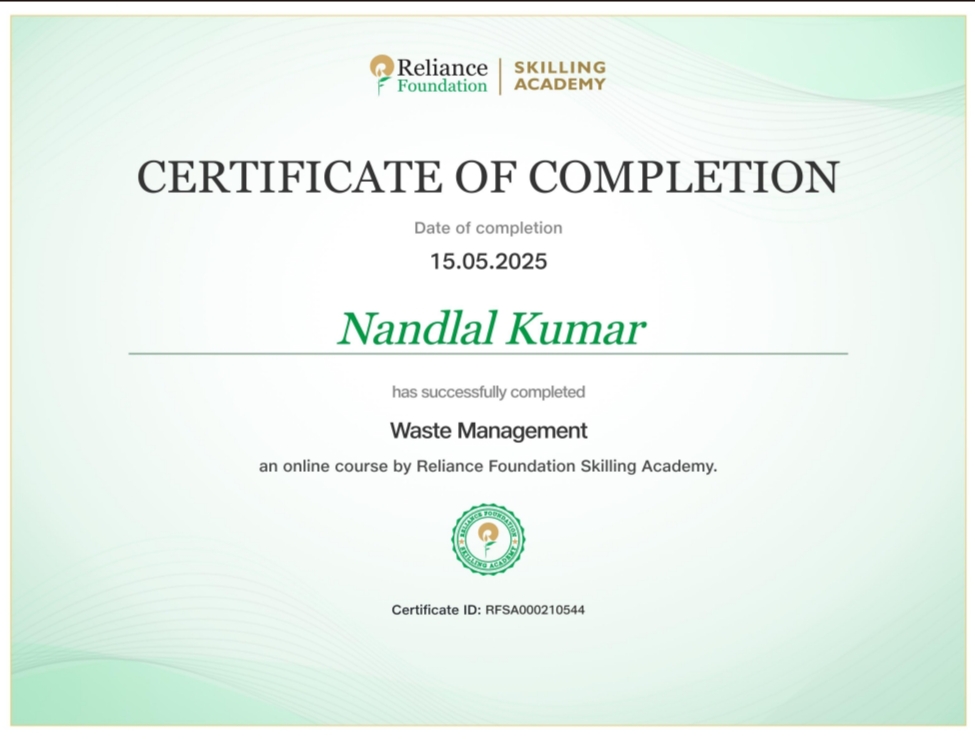 Reliance
Foundation
SKILLING
ACADEMY
CERTIFICATE OF COMPLETION
Date of completion
15.05.2025
Nandlal Kumar
has successfully completed
Waste Management
an online course by Reliance Foundation Skilling Academy.
RELIANCE FOUNDATION
SKILLING ACADEMY
Certificate ID: RFSA000210544